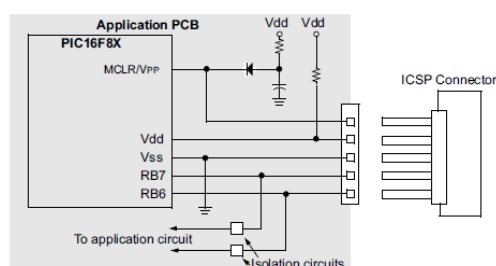 Application PCB
Vdd
Vdd
PIC16F8X
MCLR/VPP
ICSP Connector
Vdd
Vss
RB7
RB6
To application circuit
Isolation circuits